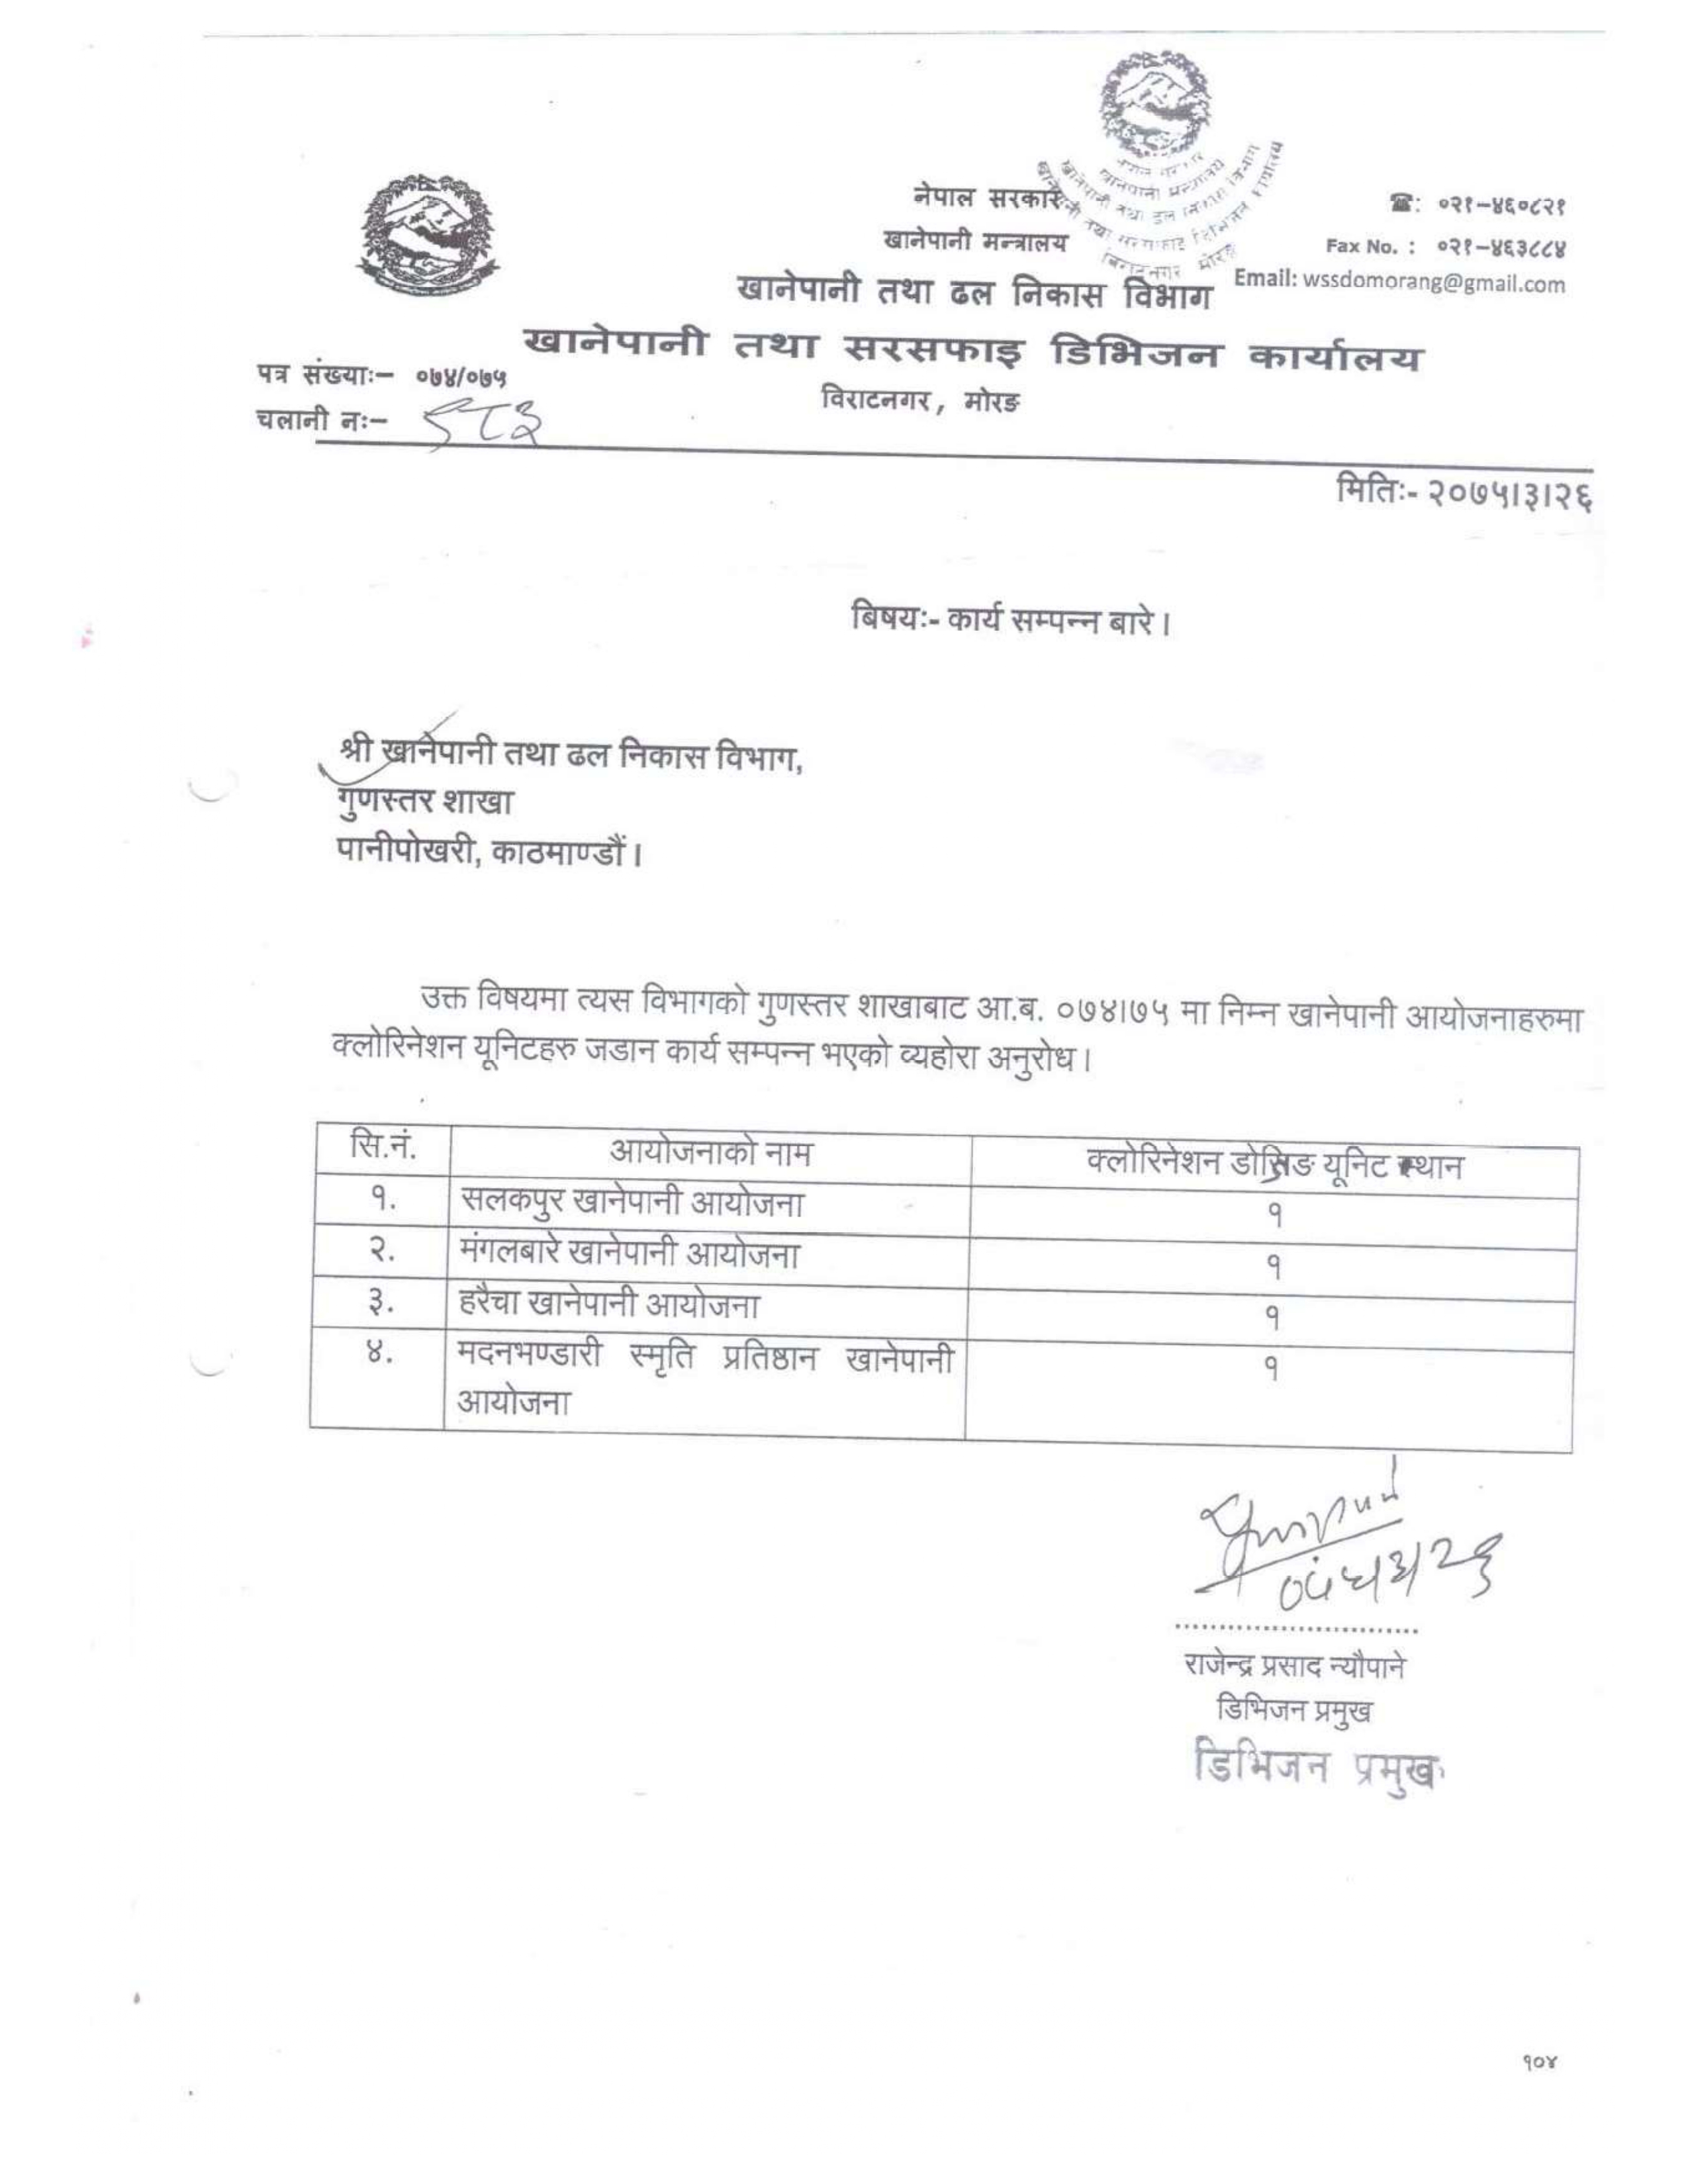 नेपाल सरकार
खानेपानी मन्त्रालय
खानेपानी तथा ढल निकास विभाग
खानेपानी तथा सरसफाइ डिभिजन कार्यालय
विराटनगर, मोरङ
☎: ०२१-४६०८२१
Fax No. : ०२१-४६३८८४
Email: wssdomorang@gmail.com
पत्र संख्याः- ०७४/०७५
चलानी नः-
मितिः- २०७५।३।२६
बिषयः- कार्य सम्पन्न बारे।
श्री खानेपानी तथा ढल निकास विभाग,
गुणस्तर शाखा
पानीपोखरी, काठमाण्डौं।
उक्त विषयमा त्यस विभागको गुणस्तर शाखाबाट आ.ब. ०७४।७५ मा निम्न खानेपानी आयोजनाहरुमा
क्लोरिनेशन यूनिटहरु जडान कार्य सम्पन्न भएको व्यहोरा अनुरोध।
सि.नं. आयोजनाको नाम क्लोरिनेशन डोसिङ यूनिट स्थान
१. सलकपुर खानेपानी आयोजना १
२. मंगलबारे खानेपानी आयोजना १
३. हरैचा खानेपानी आयोजना १
४. मदनभण्डारी स्मृति प्रतिष्ठान खानेपानी १
आयोजना
राजेन्द्र प्रसाद न्यौपाने
डिभिजन प्रमुख
डिभिजन प्रमुख
१०४